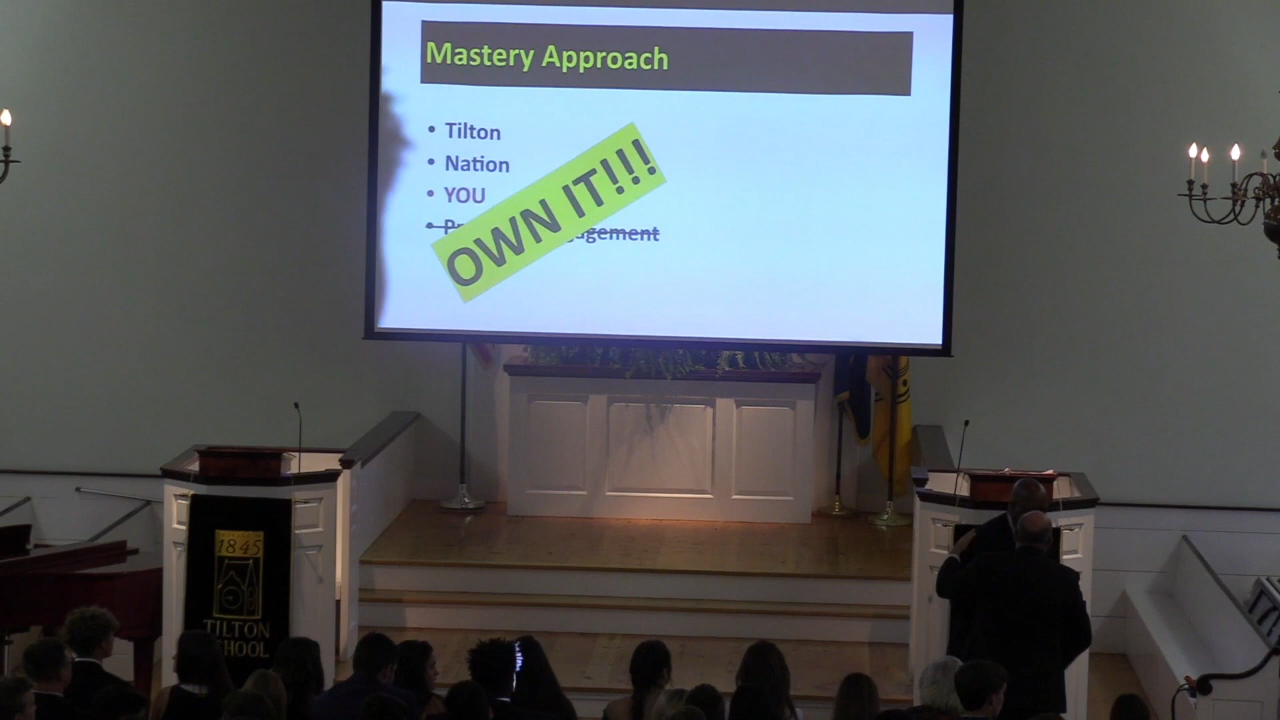 Mastery Approach
• Tilton
• Nation
• YOU
OWN IT!!!
1845
TILTON
SCHOOL